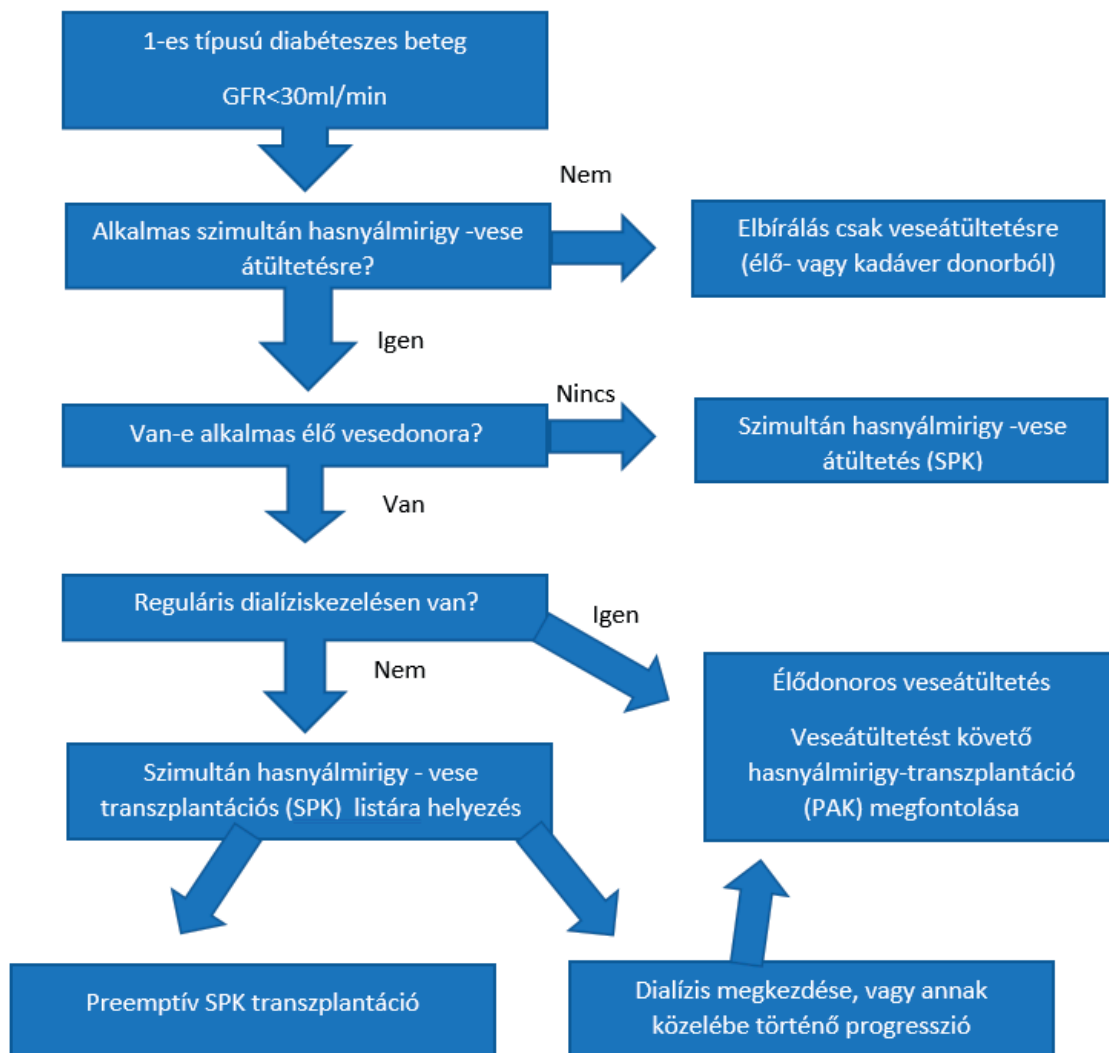 1-es típusú diabéteszes beteg
GFR<30ml/min
Nem
Alkalmas szimultán hasnyálmirigy -vese
átültetésre?
Elbírálás csak veseátültetésre
(élő- vagy kadáver donorból)
Igen
Nincs
Van-e alkalmas élő vesedonora?
Szimultán hasnyálmirigy -vese
átültetés (SPK)
Van
Reguláris dialíziskezelésen van?
Igen
Nem
Élődonoros veseátültetés
Veseátültetést követő
hasnyálmirigy-transzplantáció
(PAK) megfontolása
Szimultán hasnyálmirigy - vese
transzplantációs (SPK) listára helyezés
Preemptív SPK transzplantáció
Dialízis megkezdése, vagy annak
közelébe történő progresszió